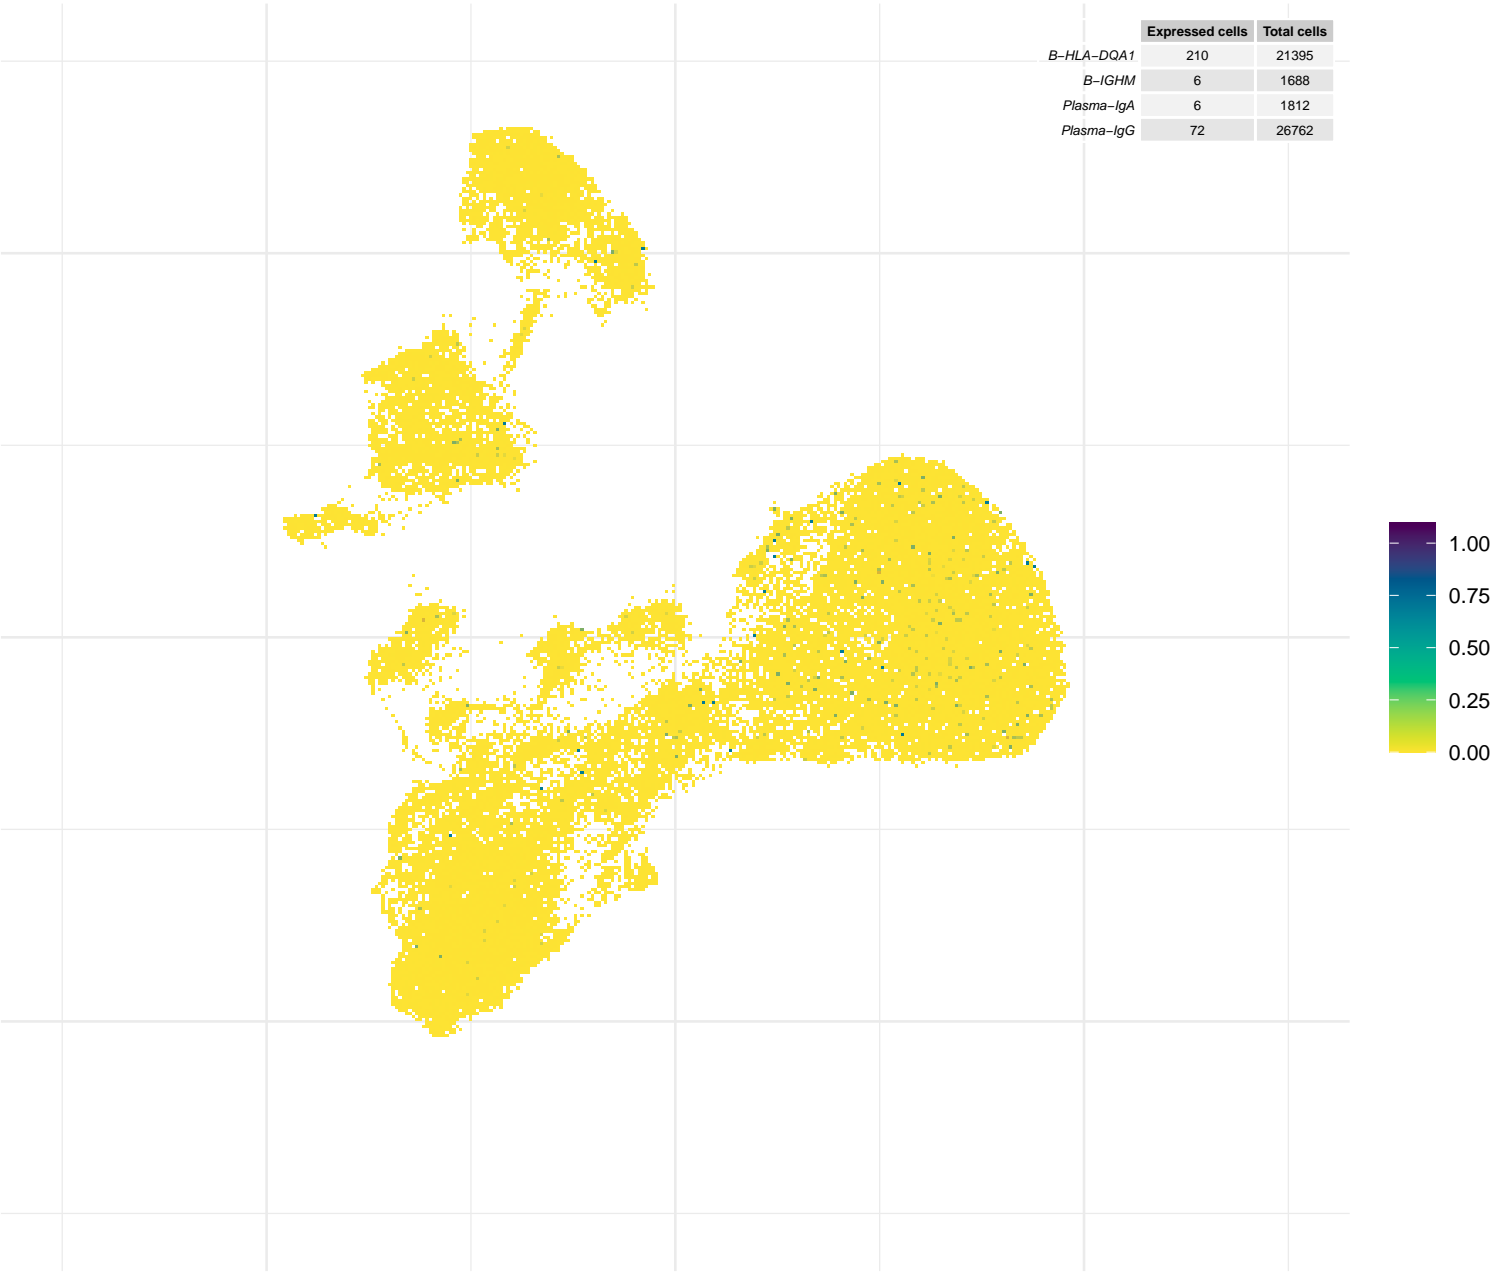 Expressed cells Total cells
B−HLA−DQA1 210 21395
B−IGHM 6 1688
Plasma−IgA 6 1812
Plasma−IgG 72 26762
1.00
0.75
0.50
0.25
0.00